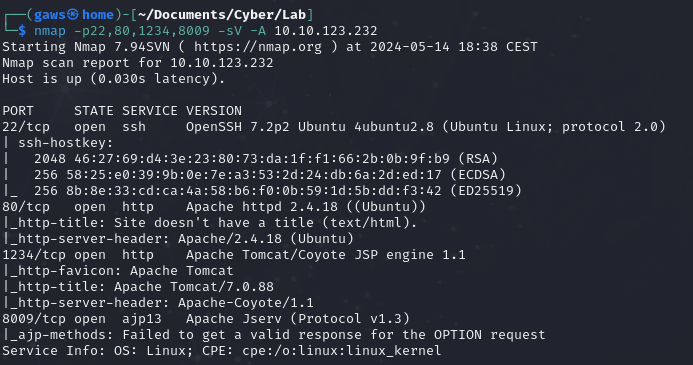 ┌──(gaws㉿home)-[~/Documents/Cyber/Lab]
└─$ nmap -p22,80,1234,8009 -sV -A 10.10.123.232
Starting Nmap 7.94SVN ( https://nmap.org ) at 2024-05-14 18:38 CEST
Nmap scan report for 10.10.123.232
Host is up (0.030s latency).

PORT     STATE SERVICE VERSION
22/tcp   open  ssh     OpenSSH 7.2p2 Ubuntu 4ubuntu2.8 (Ubuntu Linux; protocol 2.0)
| ssh-hostkey:
|   2048 46:27:69:d4:3e:23:80:73:da:1f:f1:66:2b:0b:9f:b9 (RSA)
|   256 58:25:e0:39:9b:0e:7e:a3:53:2d:24:db:6a:2d:ed:17 (ECDSA)
|_  256 8b:8e:33:cd:ca:4a:58:b6:f0:0b:59:1d:5b:dd:f3:42 (ED25519)
80/tcp   open  http    Apache httpd 2.4.18 ((Ubuntu))
|_http-title: Site doesn't have a title (text/html).
|_http-server-header: Apache/2.4.18 (Ubuntu)
1234/tcp open  http    Apache Tomcat/Coyote JSP engine 1.1
|_http-favicon: Apache Tomcat
|_http-title: Apache Tomcat/7.0.88
|_http-server-header: Apache-Coyote/1.1
8009/tcp open  ajp13   Apache Jserv (Protocol v1.3)
|_ajp-methods: Failed to get a valid response for the OPTION request
Service Info: OS: Linux; CPE: cpe:/o:linux:linux_kernel